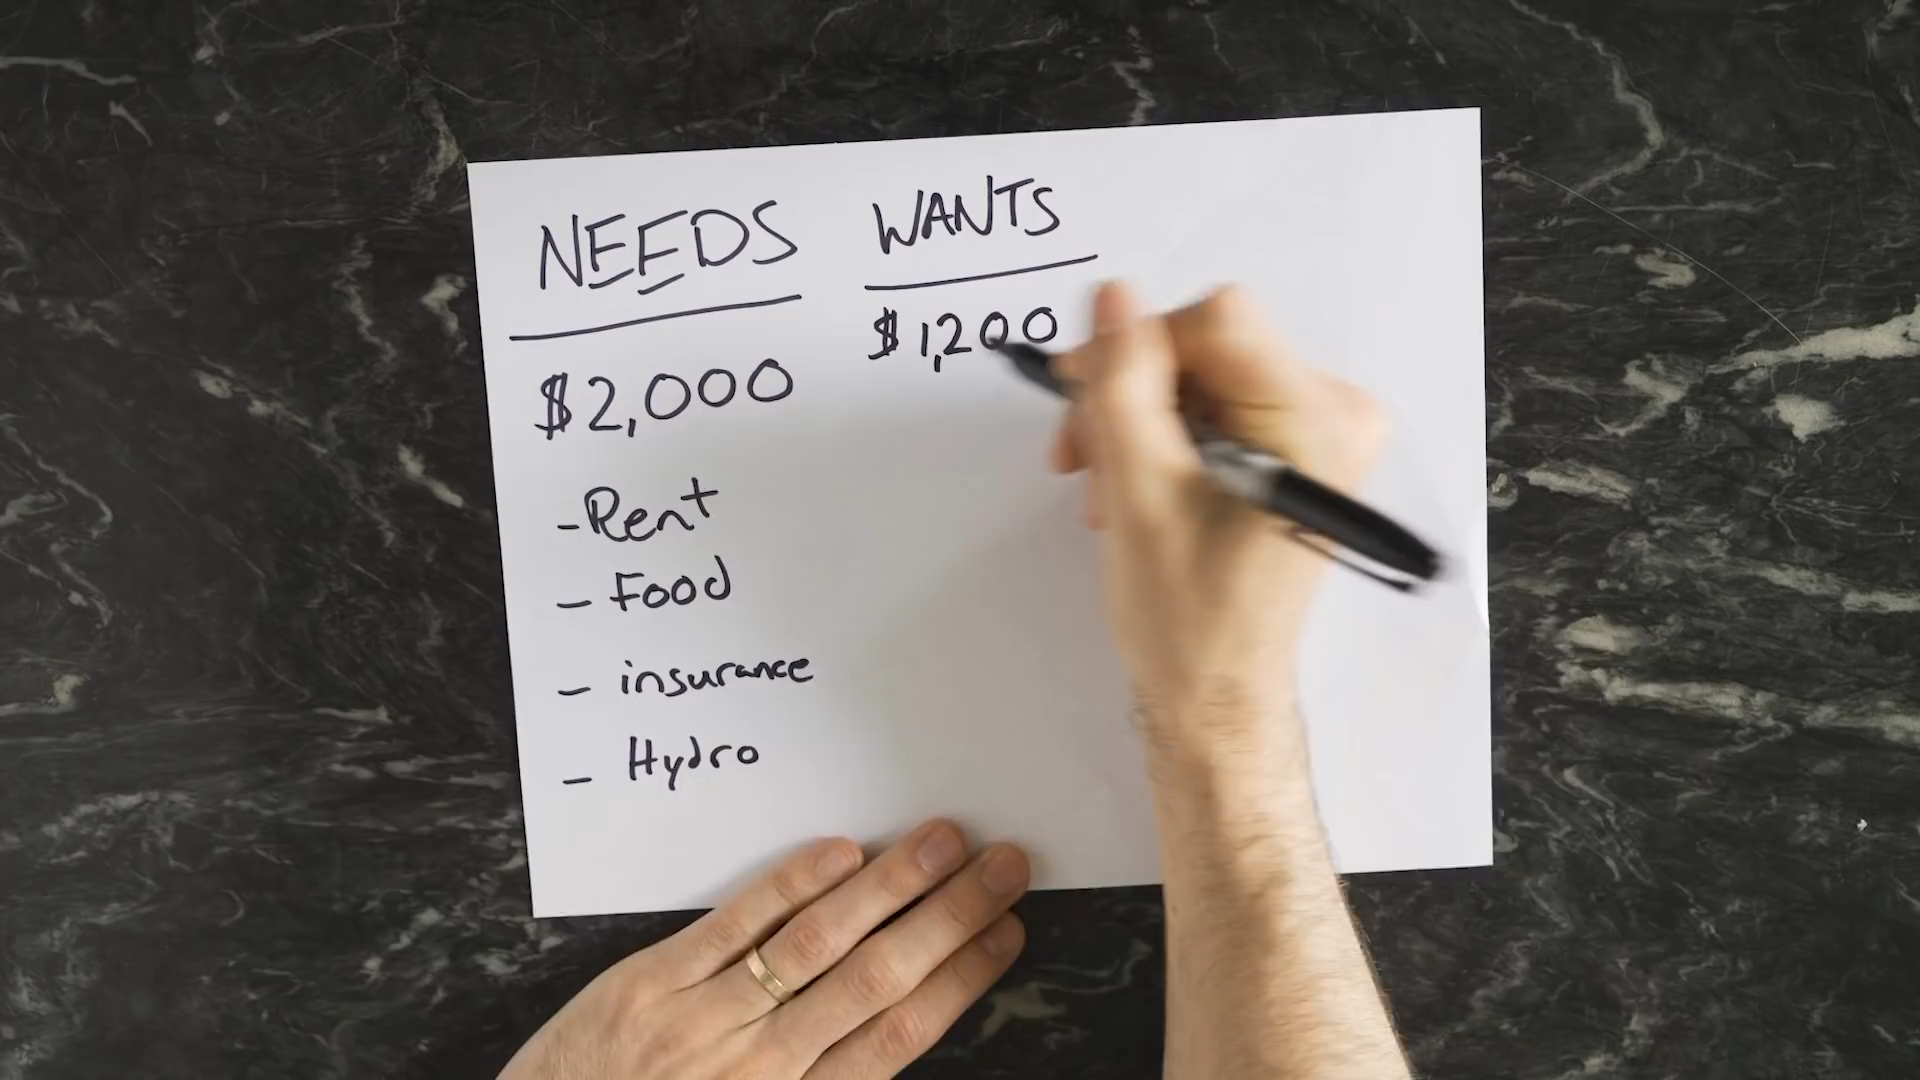 NEEDS
$2,000
-Rent
- Food
- insurance
- Hydro
WANTS
$1,200